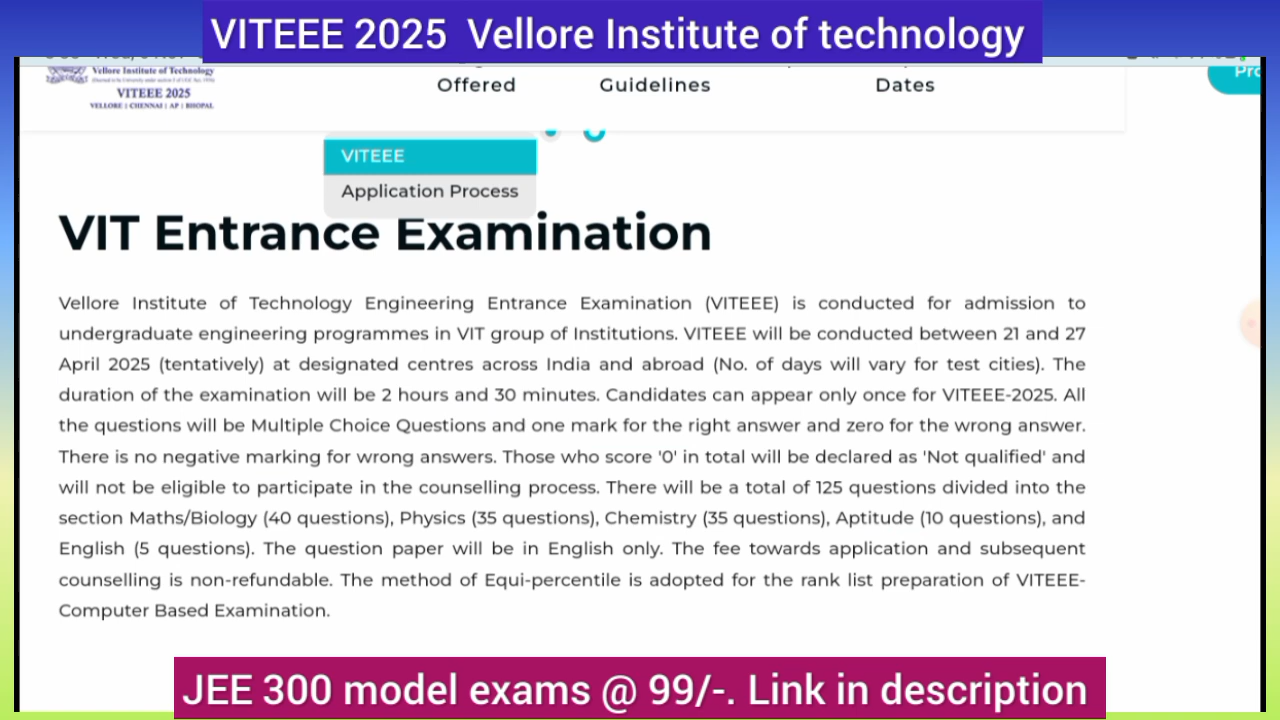 VITEEE 2025 Vellore Institute of technology
Vellore Institute of Technology
VITEEE 2025
VELLORE | CHENNAI | AP | BHOPAL
Offered
Guidelines
Dates
VITEEE
Application Process
VIT Entrance Examination
Vellore Institute of Technology Engineering Entrance Examination (VITEEE) is conducted for admission to
undergraduate engineering programmes in VIT group of Institutions. VITEEE will be conducted between 21 and 27
April 2025 (tentatively) at designated centres across India and abroad (No. of days will vary for test cities). The
duration of the examination will be 2 hours and 30 minutes. Candidates can appear only once for VITEEE-2025. All
the questions will be Multiple Choice Questions and one mark for the right answer and zero for the wrong answer.
There is no negative marking for wrong answers. Those who score '0' in total will be declared as 'Not qualified' and
will not be eligible to participate in the counselling process. There will be a total of 125 questions divided into the
section Maths/Biology (40 questions), Physics (35 questions), Chemistry (35 questions), Aptitude (10 questions), and
English (5 questions). The question paper will be in English only. The fee towards application and subsequent
counselling is non-refundable. The method of Equi-percentile is adopted for the rank list preparation of VITEEE-
Computer Based Examination.
JEE 300 model exams @ 99/-. Link in description